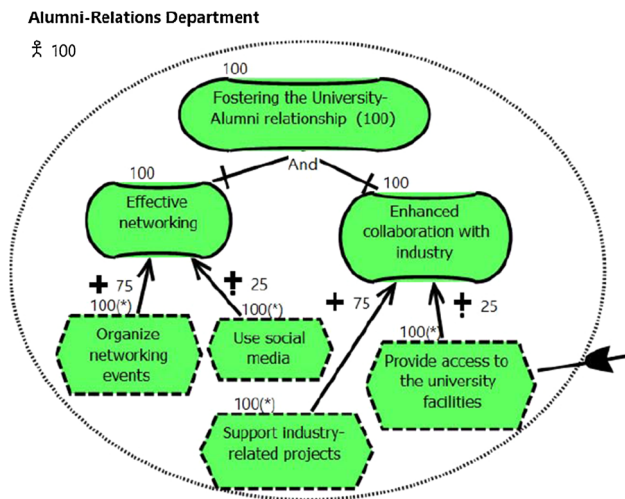 Alumni-Relations Department
100
100
Fostering the University-
Alumni relationship (100)
And
100
Effective
networking
100
Enhanced
collaboration with
industry
75
25
75
25
100(*)
Organize
networking
events
100(*)
Use social
media
100(*)
Provide access to
the university
facilities
100(*)
Support industry-
related projects